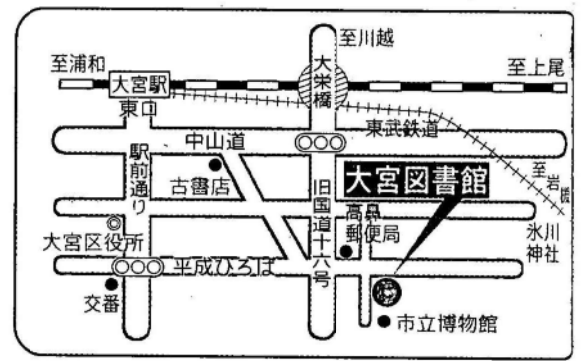 至川越
至浦和
大宮駅
大栄橋
至上尾
東口
東武鉄道
中山道
駅前通り
古書店
旧国道十六号
大宮図書館
至岩槻
高鼻
郵便局
氷川
神社
大宮区役所
平成ひろば
交番
市立博物館